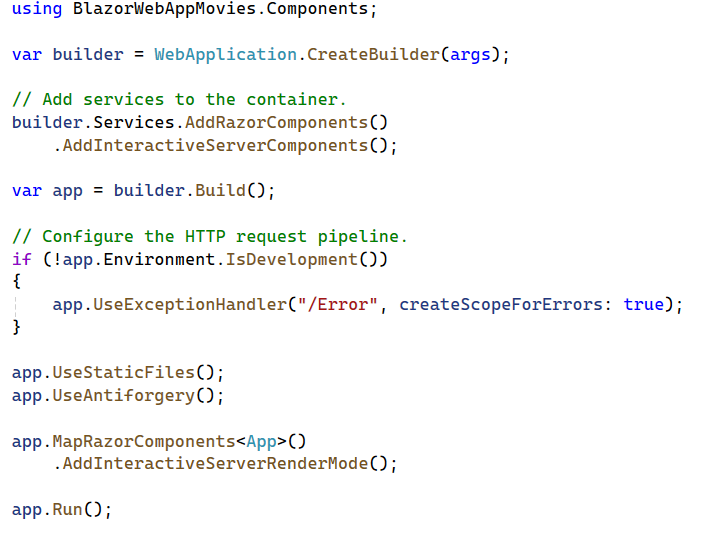 using BlazorWebAppMovies.Components;

var builder = WebApplication.CreateBuilder(args);

// Add services to the container.
builder.Services.AddRazorComponents()
    .AddInteractiveServerComponents();

var app = builder.Build();

// Configure the HTTP request pipeline.
if (!app.Environment.IsDevelopment())
{
    app.UseExceptionHandler("/Error", createScopeForErrors: true);
}

app.UseStaticFiles();
app.UseAntiforgery();

app.MapRazorComponents<App>()
    .AddInteractiveServerRenderMode();

app.Run();